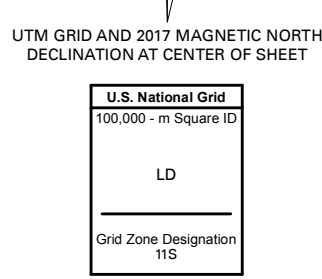 UTM GRID AND 2017 MAGNETIC NORTH
DECLINATION AT CENTER OF SHEET
U.S. National Grid
100,000 - m Square ID
LD
Grid Zone Designation
11S